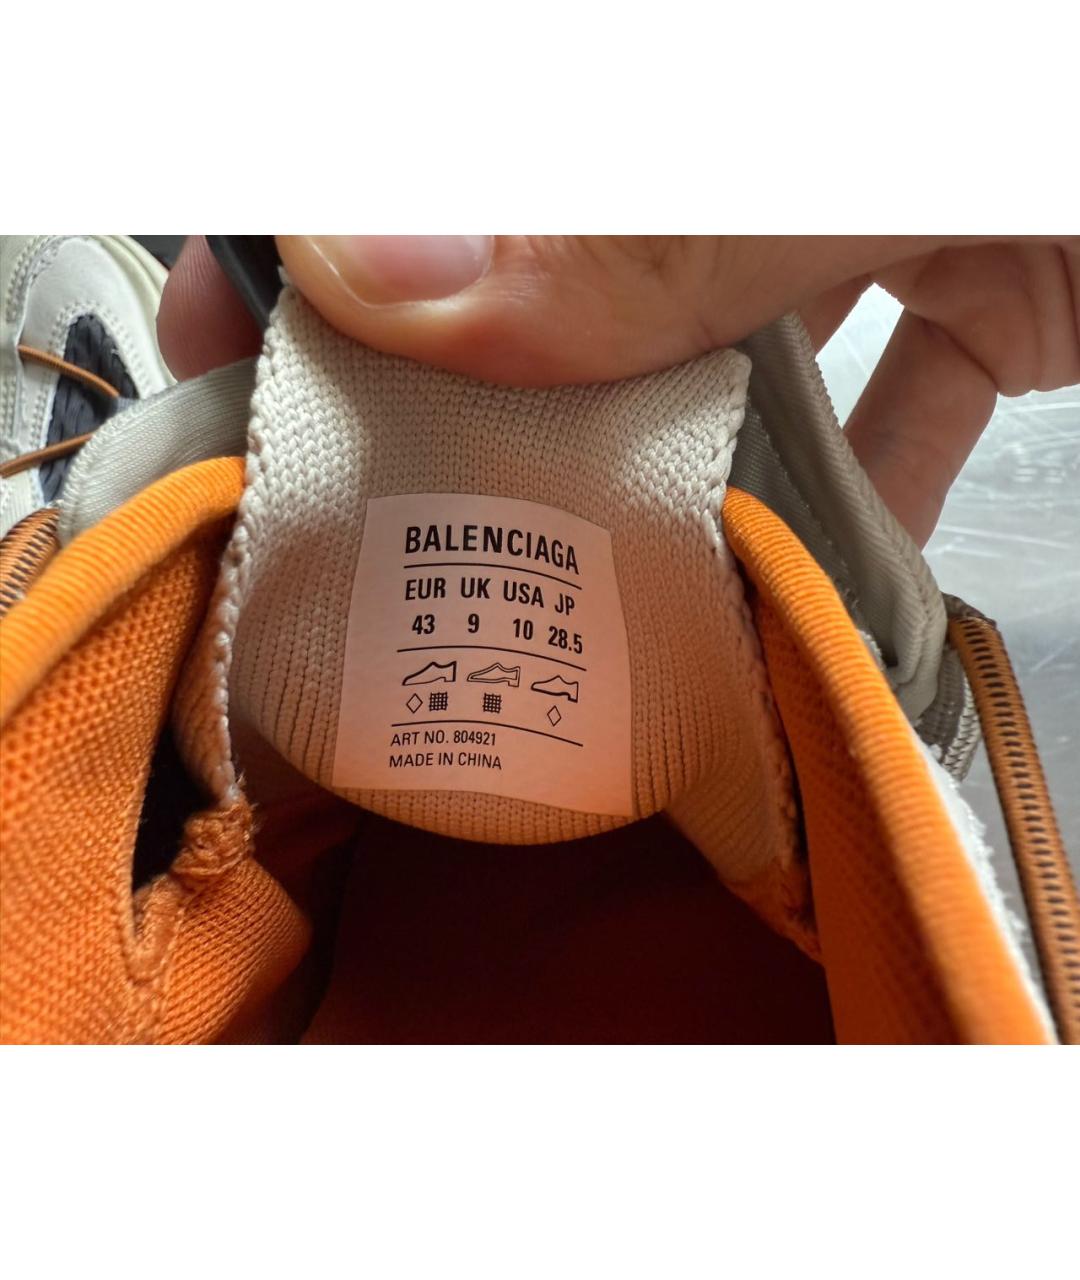 BALENCIAGA
EUR UK USA JP
43 9 10 28.5
ART NO. 804921
MADE IN CHINA